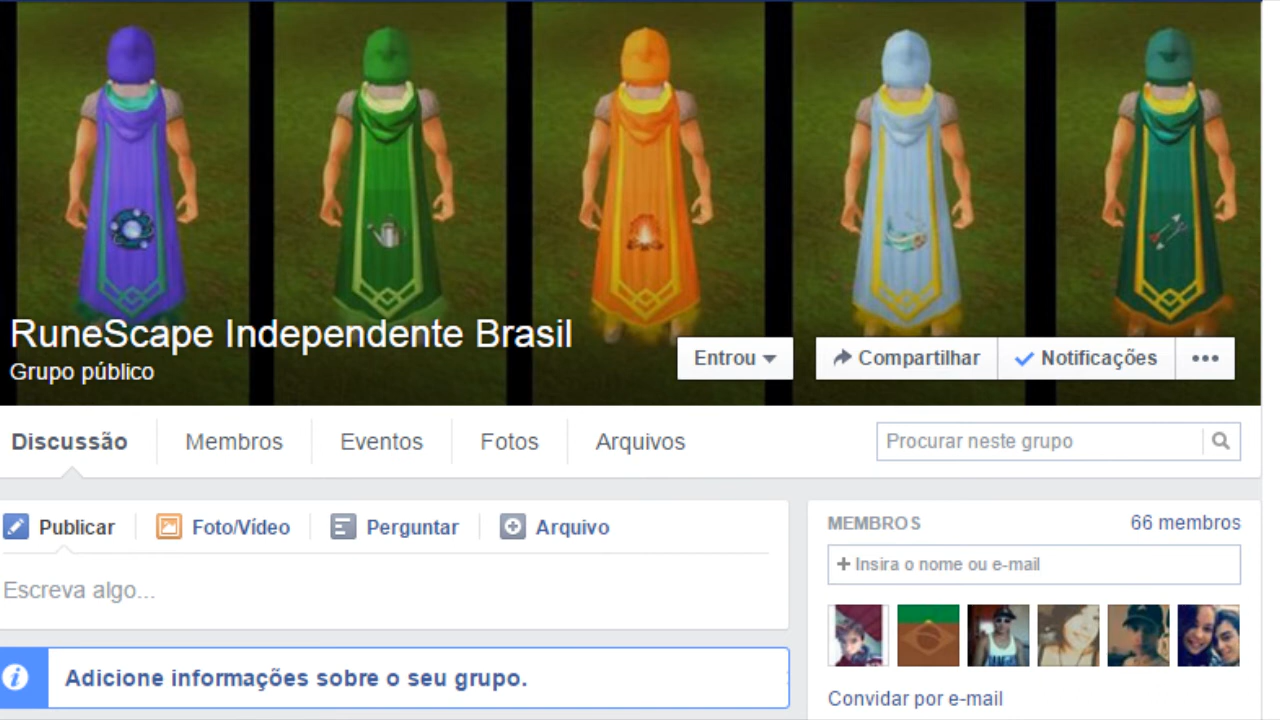 RuneScape Independente Brasil
Grupo público
Entrou
Compartilhar
Notificações
Discussão
Membros
Eventos
Fotos
Arquivos
Procurar neste grupo
Publicar
Foto/Vídeo
Perguntar
Arquivo
Escreva algo...
Adicione informações sobre o seu grupo.
MEMBROS
66 membros
+ Insira o nome ou e-mail
Convidar por e-mail